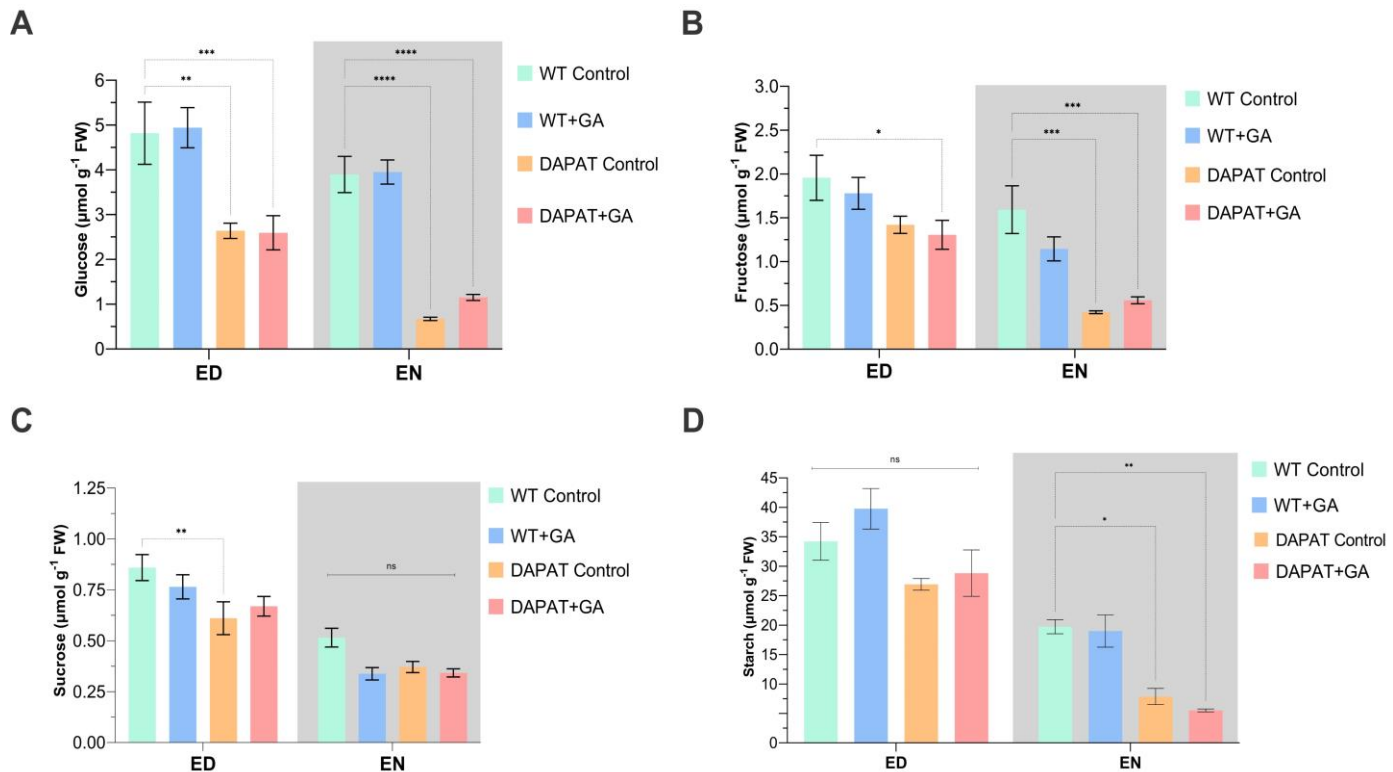 A
***
**
****
****
6
5
4
3
2
1
0
Glucose (µmol g⁻¹ FW)
ED
EN
WT Control
WT+GA
DAPAT Control
DAPAT+GA
B
*
***
***
3.0
2.5
2.0
1.5
1.0
0.5
0.0
Fructose (µmol g⁻¹ FW)
ED
EN
WT Control
WT+GA
DAPAT Control
DAPAT+GA
C
**
ns
1.25
1.00
0.75
0.50
0.25
0.00
Sucrose (µmol g⁻¹ FW)
ED
EN
WT Control
WT+GA
DAPAT Control
DAPAT+GA
D
ns
**
*
45
40
35
30
25
20
15
10
5
0
Starch (µmol g⁻¹ FW)
ED
EN
WT Control
WT+GA
DAPAT Control
DAPAT+GA